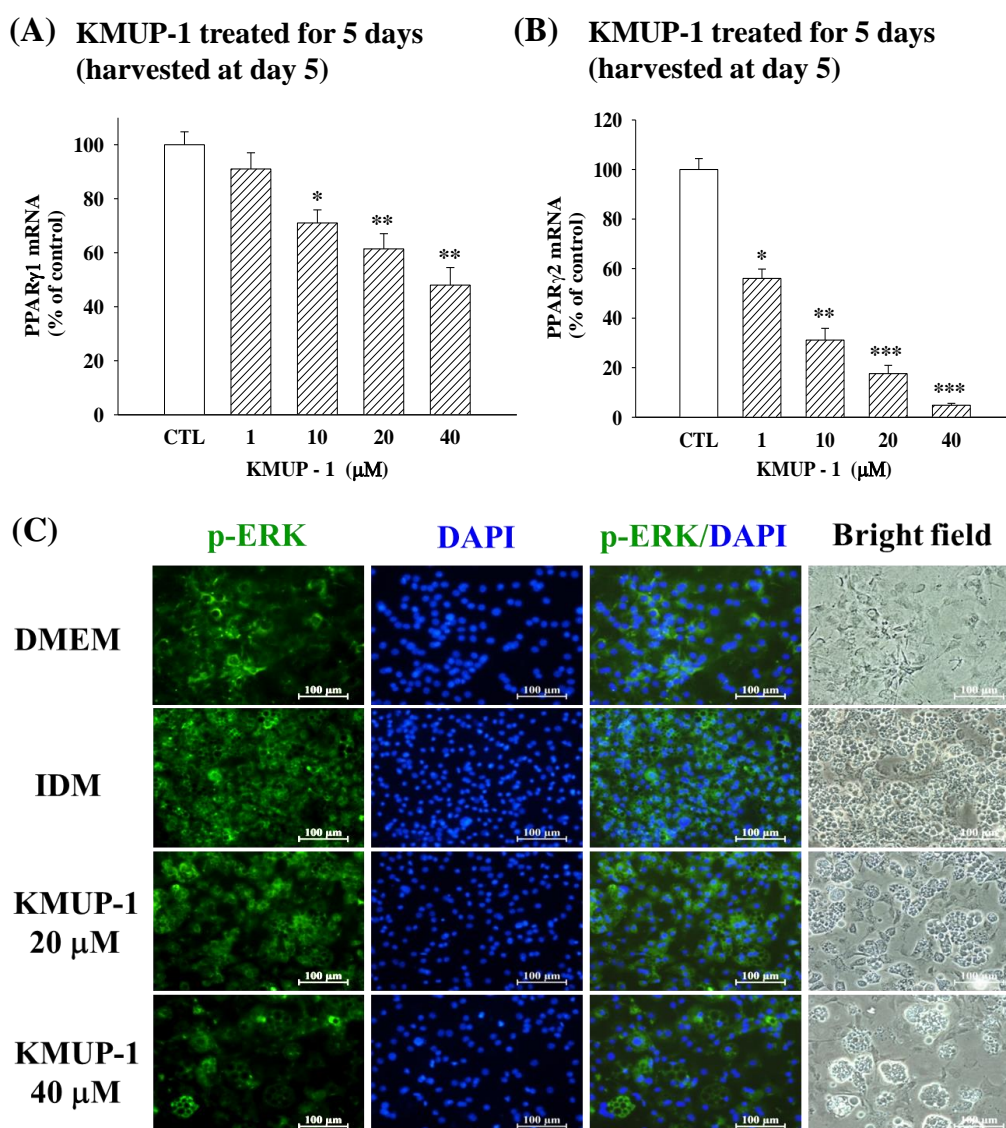 (A) KMUP-1 treated for 5 days
(harvested at day 5)
PPARγ1 mRNA
(% of control)
100
80
60
40
20
0
*
**
**
CTL 1 10 20 40
KMUP - 1 (μM)
(B) KMUP-1 treated for 5 days
(harvested at day 5)
PPARγ2 mRNA
(% of control)
120
100
80
60
40
20
0
*
**
***
***
CTL 1 10 20 40
KMUP - 1 (μM)
(C)
p-ERK DAPI p-ERK/DAPI Bright field
DMEM
100 μm 100 μm 100 μm 100 μm
IDM
100 μm 100 μm 100 μm 100 μm
KMUP-1
20 μM
100 μm 100 μm 100 μm 100 μm
KMUP-1
40 μM
100 μm 100 μm 100 μm 100 μm